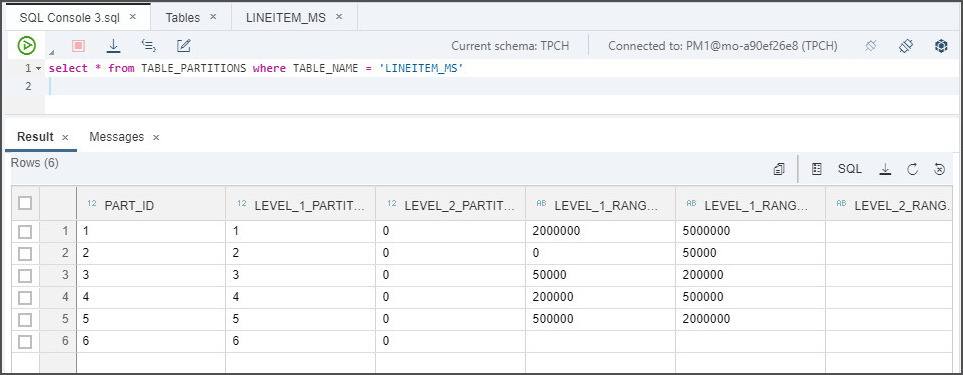 SQL Console 3.sql × Tables × LINEITEM_MS ×
Current schema: TPCH Connected to: PM1@mo-a90ef26e8 (TPCH)
1 select * from TABLE_PARTITIONS where TABLE_NAME = 'LINEITEM_MS'
2
Result × Messages ×
Rows (6) SQL
12 PART_ID 12 LEVEL_1_PARTIT... 12 LEVEL_2_PARTIT... AB LEVEL_1_RANG... AB LEVEL_1_RANG... AB LEVEL_2_RANG...
1 1 1 0 2000000 5000000
2 2 2 0 0 50000
3 3 3 0 50000 200000
4 4 4 0 200000 500000
5 5 5 0 500000 2000000
6 6 6 0